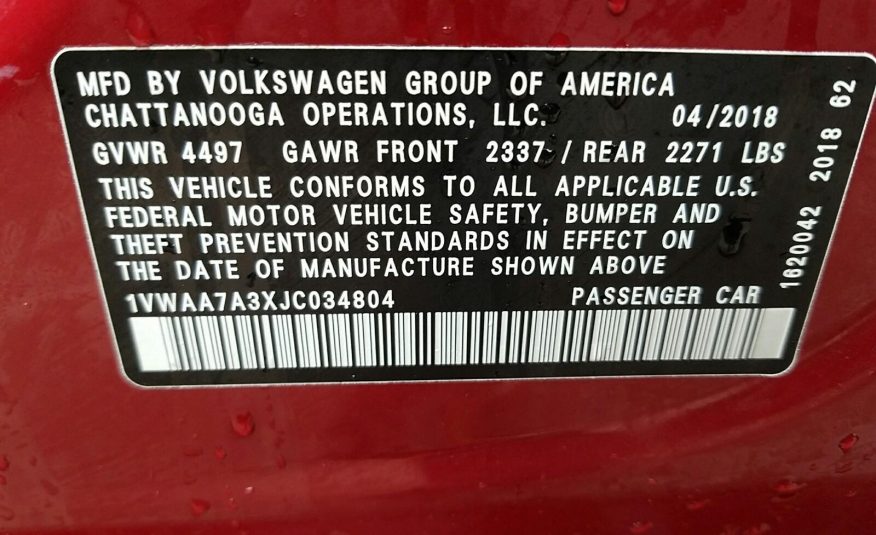 MFD BY VOLKSWAGEN GROUP OF AMERICA
CHATTANOOGA OPERATIONS, LLC. 04/2018
GVWR 4497 GAWR FRONT 2337 / REAR 2271 LBS
THIS VEHICLE CONFORMS TO ALL APPLICABLE U.S.
FEDERAL MOTOR VEHICLE SAFETY, BUMPER AND
THEFT PREVENTION STANDARDS IN EFFECT ON
THE DATE OF MANUFACTURE SHOWN ABOVE
1VWAA7A3XJC034804 PASSENGER CAR
1620042 2018 62